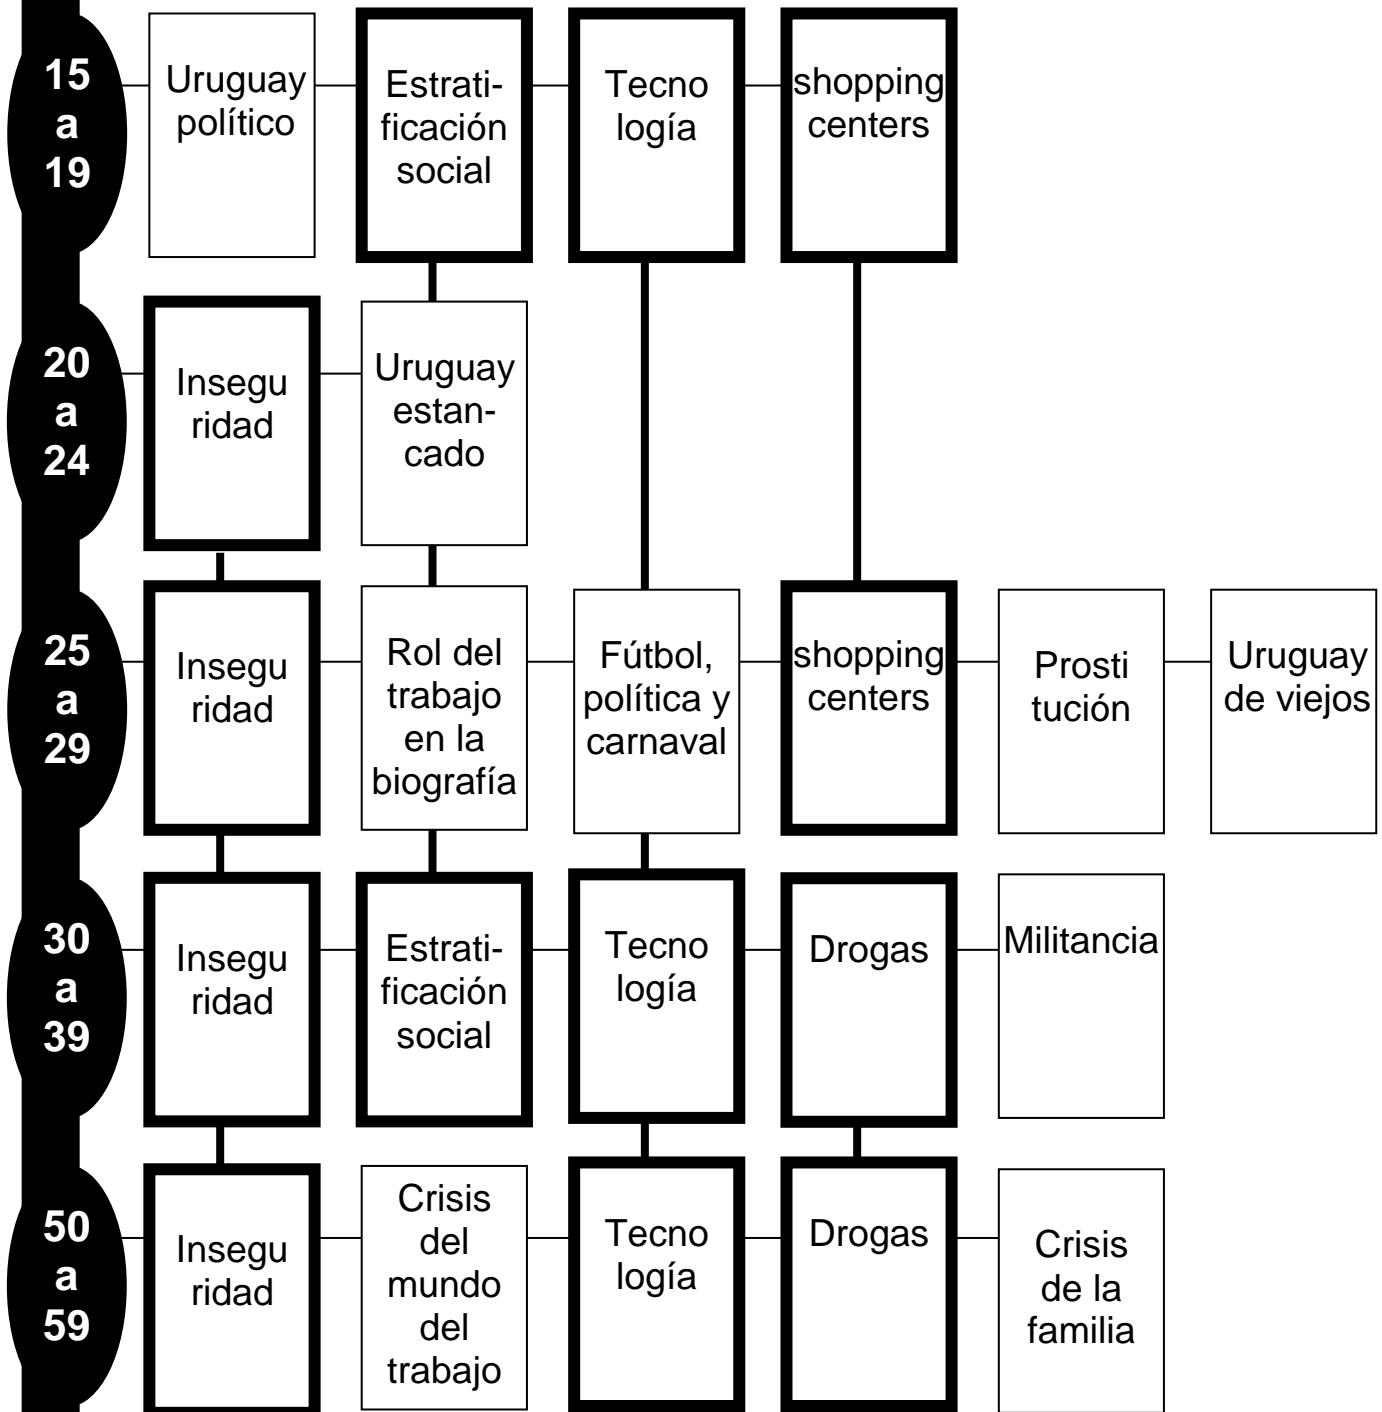 15
a
19
Uruguay
político
Estrati-
ficación
social
Tecno
logía
shopping
centers
20
a
24
Insegu
ridad
Uruguay
estan-
cado
25
a
29
Insegu
ridad
Rol del
trabajo
en la
biografía
Fútbol,
política y
carnaval
shopping
centers
Prosti
tución
Uruguay
de viejos
30
a
39
Insegu
ridad
Estrati-
ficación
social
Tecno
logía
Drogas
Militancia
50
a
59
Insegu
ridad
Crisis
del
mundo
del
trabajo
Tecno
logía
Drogas
Crisis
de la
familia